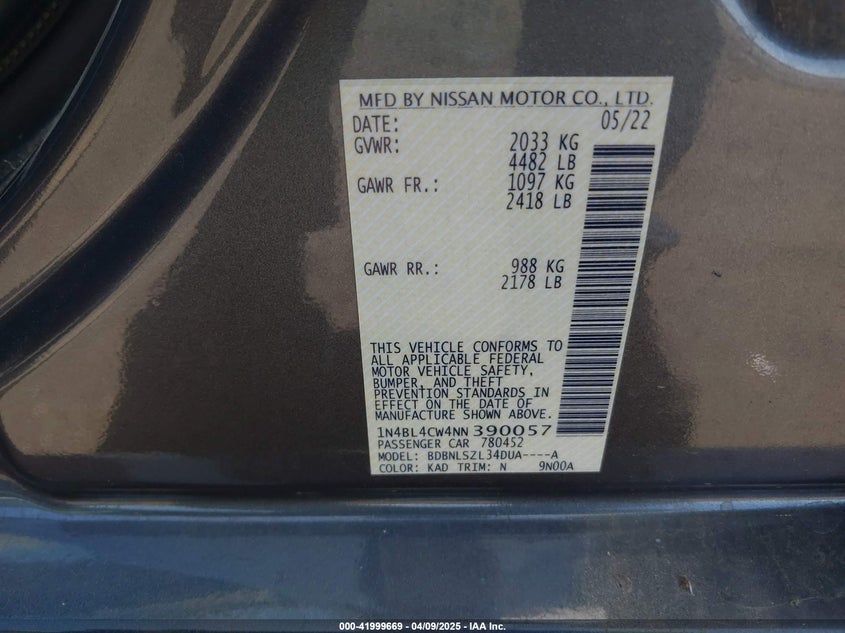 MFD BY NISSAN MOTOR CO., LTD.
DATE: 05/22
GVWR: 2033 KG
4482 LB
GAWR FR.: 1097 KG
2418 LB
GAWR RR.: 988 KG
2178 LB
THIS VEHICLE CONFORMS TO
ALL APPLICABLE FEDERAL
MOTOR VEHICLE SAFETY,
BUMPER, AND THEFT
PREVENTION STANDARDS IN
EFFECT ON THE DATE OF
MANUFACTURE SHOWN ABOVE.
1N4BL4CW4NN390057
PASSENGER CAR 780452
MODEL: BDBNLSZL34DUA----A
COLOR: KAD TRIM: N 9N00A
000-41999669 - 04/09/2025 - IAA Inc.